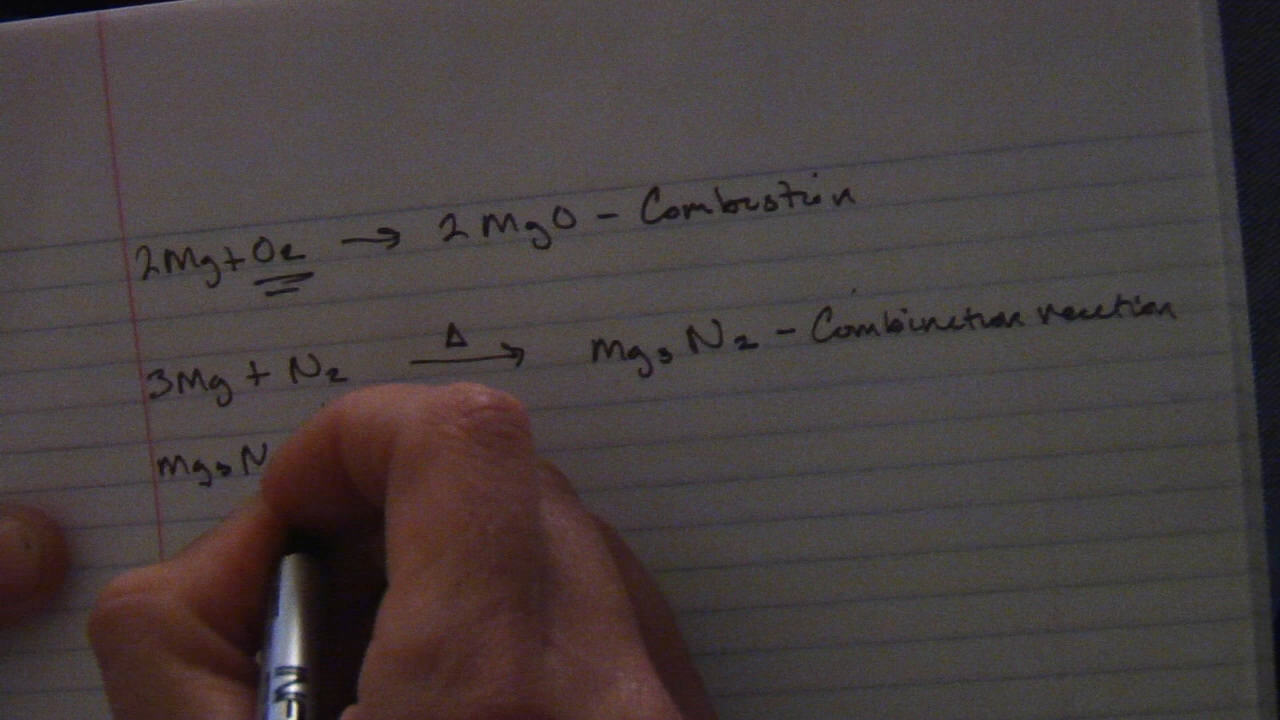 2Mg + O₂ → 2MgO - Combustion
3Mg + N₂ →^Δ Mg₃N₂ - Combination reaction
Mg₃N